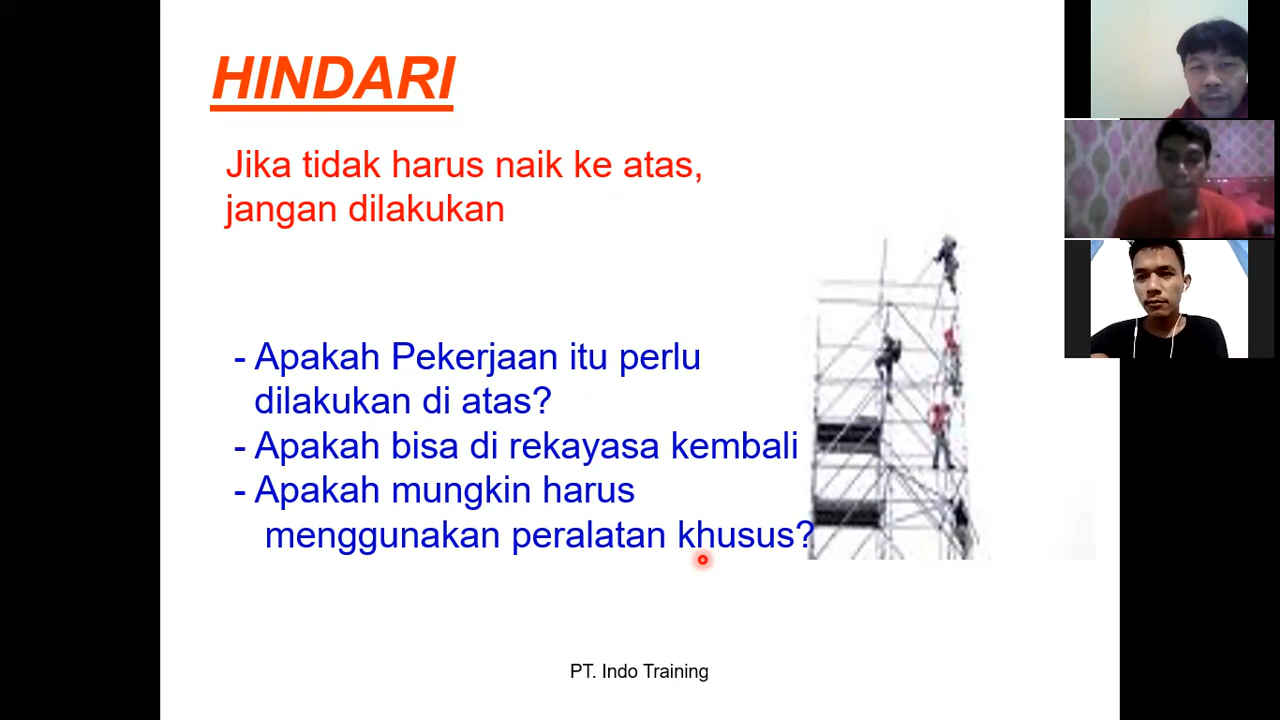 HINDARI
Jika tidak harus naik ke atas,
jangan dilakukan
- Apakah Pekerjaan itu perlu
dilakukan di atas?
- Apakah bisa di rekayasa kembali
- Apakah mungkin harus
menggunakan peralatan khusus?
PT. Indo Training